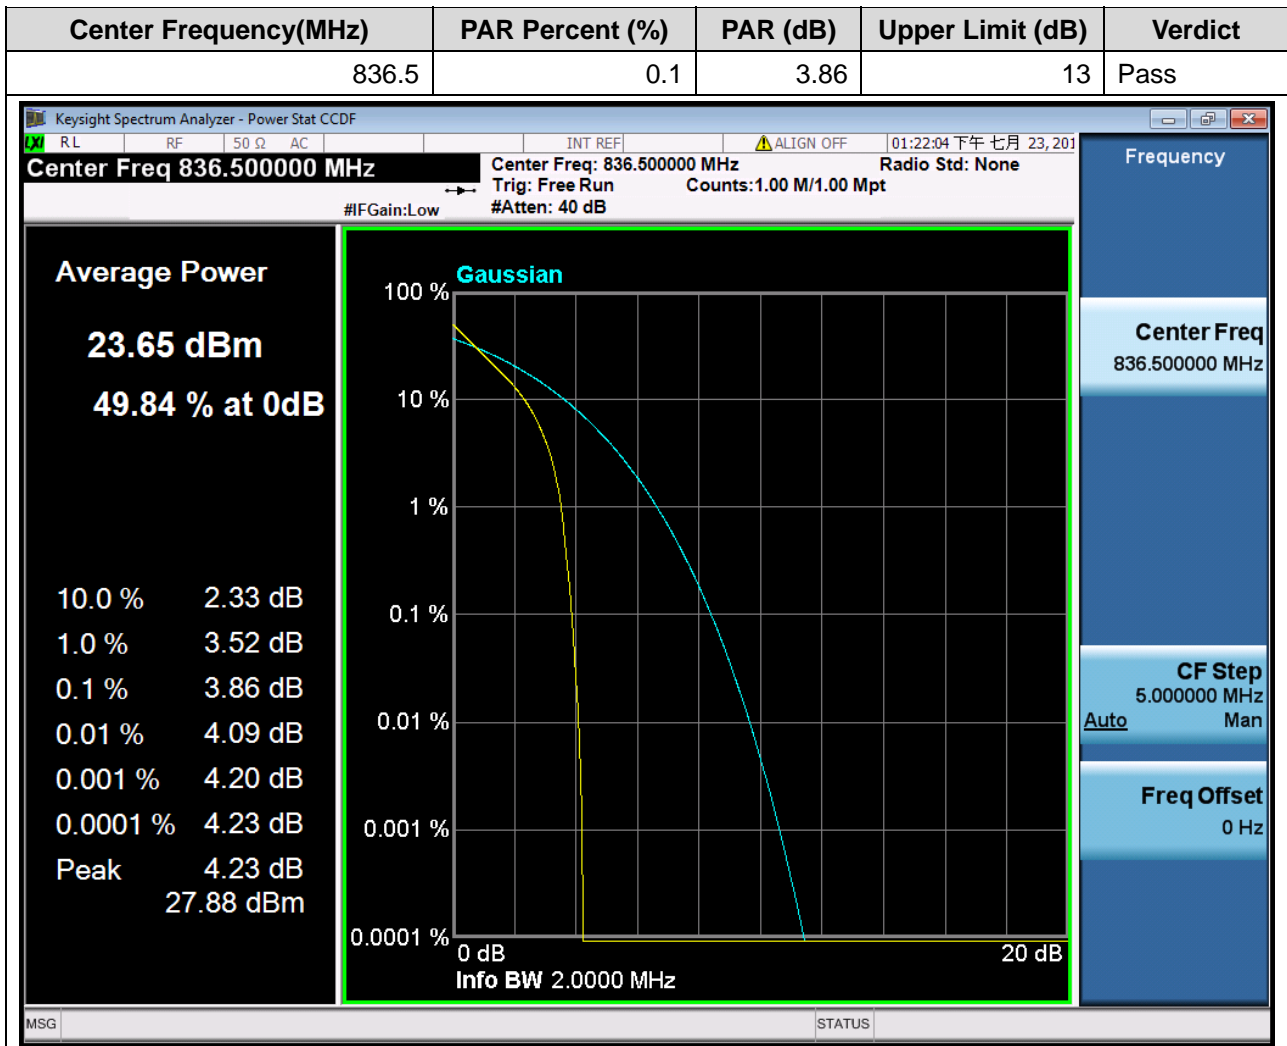 Center Frequency(MHz) PAR Percent (%) PAR (dB) Upper Limit (dB) Verdict
836.5 0.1 3.86 13 Pass
Keysight Spectrum Analyzer - Power Stat CCDF
LXI RL RF 50 Ω AC INT REF ALIGN OFF 01:22:04 下午 七月 23, 201
Center Freq 836.500000 MHz
Center Freq: 836.500000 MHz Radio Std: None
Trig: Free Run Counts:1.00 M/1.00 Mpt
#IFGain:Low #Atten: 40 dB
Frequency
Average Power
23.65 dBm
49.84 % at 0dB
10.0 % 2.33 dB
1.0 % 3.52 dB
0.1 % 3.86 dB
0.01 % 4.09 dB
0.001 % 4.20 dB
0.0001 % 4.23 dB
Peak 4.23 dB
27.88 dBm
Gaussian
100 %
10 %
1 %
0.1 %
0.01 %
0.001 %
0.0001 %
0 dB 20 dB
Info BW 2.0000 MHz
Center Freq
836.500000 MHz
CF Step
5.000000 MHz
Auto Man
Freq Offset
0 Hz
MSG STATUS